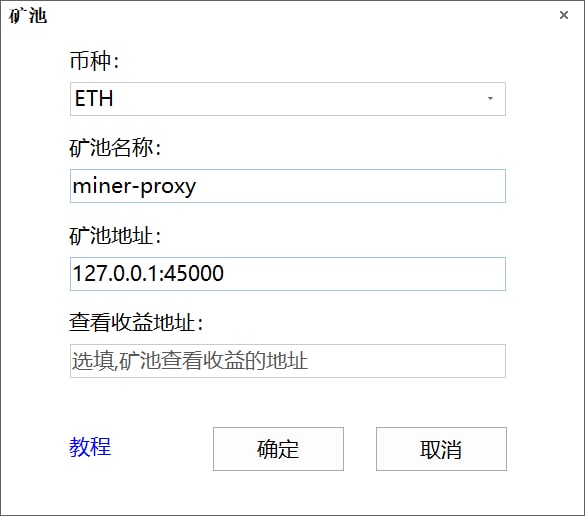 矿池
币种:
ETH
矿池名称:
miner-proxy
矿池地址:
127.0.0.1:45000
查看收益地址:
选填,矿池查看收益的地址
教程
确定
取消